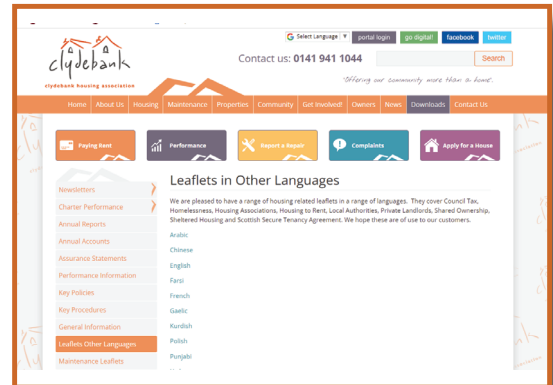 Select Language ▼
portal login
go digital!
facebook
twitter
clydebank
clydebank housing association
Contact us: 0141 941 1044
Search
Offering our community more than a home.
Home About Us Housing Maintenance Properties Community Get Involved! Owners News Downloads Contact Us
Paying Rent
Performance
Report a Repair
Complaints
Apply for a House
Newsletters
Charter Performance
Annual Reports
Annual Accounts
Assurance Statements
Performance Information
Key Policies
Key Procedures
General Information
Leaflets Other Languages
Maintenance Leaflets
Leaflets in Other Languages
We are pleased to have a range of housing related leaflets in a range of languages. They cover Council Tax,
Homelessness, Housing Associations, Housing to Rent, Local Authorities, Private Landlords, Shared Ownership,
Sheltered Housing and Scottish Secure Tenancy Agreement. We hope these are of use to our customers.
Arabic
Chinese
English
Farsi
French
Gaelic
Kurdish
Polish
Punjabi